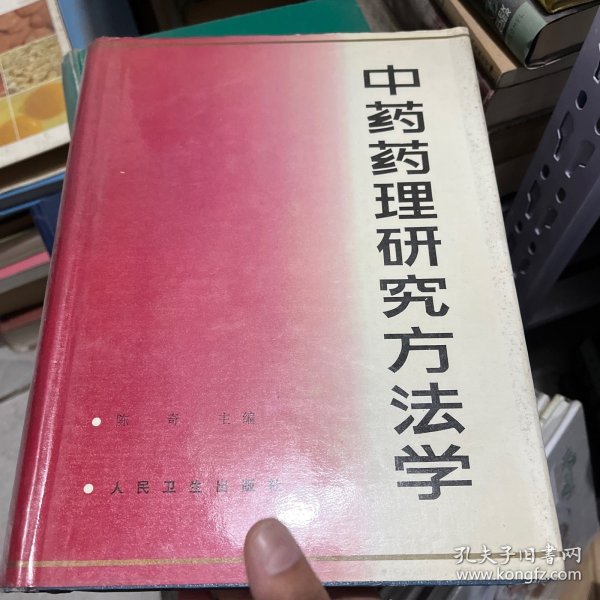 中药药理研究方法学
陈奇 主编
人民卫生出版社
孔夫子旧书网
www.kongfz.com